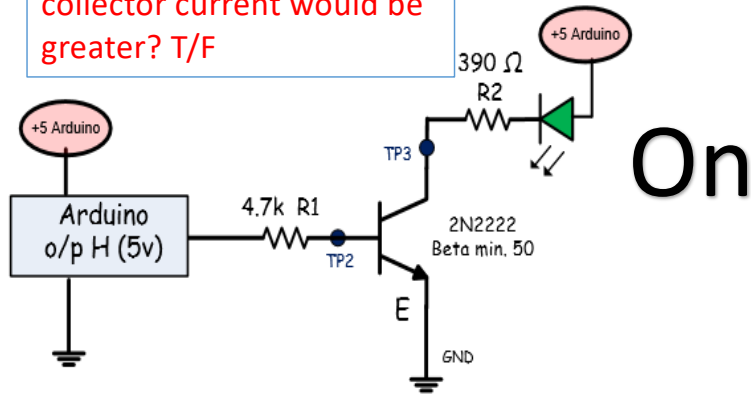 collector current would be
greater? T/F
+5 Arduino
390 Ω
R2
+5 Arduino
TP3
On
Arduino
o/p H (5v)
4.7k R1
TP2
2N2222
Beta min. 50
E
GND